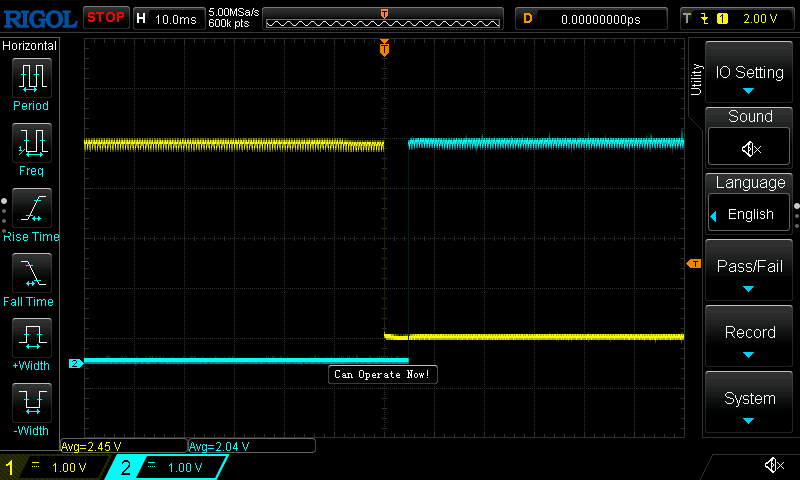 RIGOL STOP H 10.0ms 5.00MSa/s
600k pts
T
D 0.00000000ps
T 1 2.00 V
Horizontal
Period
Freq
Rise Time
Fall Time
+Width
-Width
T
T
2
Can Operate Now!
Avg=2.45 V
Avg=2.04 V
1 1.00 V
2 1.00 V
Utility
IO Setting
Sound
Language
English
Pass/Fail
Record
System